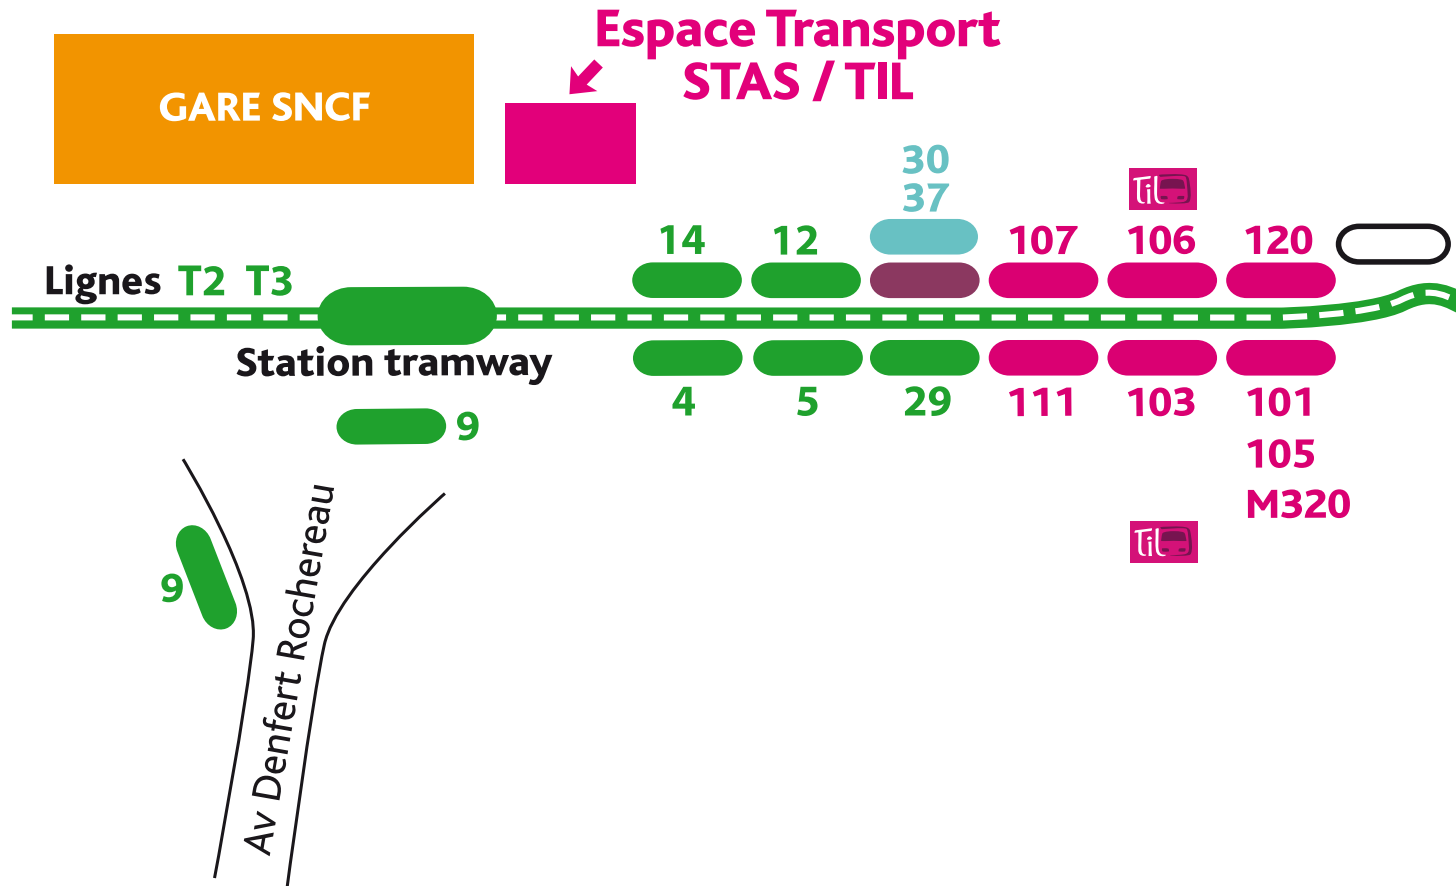 Espace Transport
STAS / TIL
GARE SNCF
30
37
Til
14
12
107
106
120
Lignes T2 T3
Station tramway
4
5
29
111
103
101
105
M320
9
Til
9
Av Denfert Rochereau